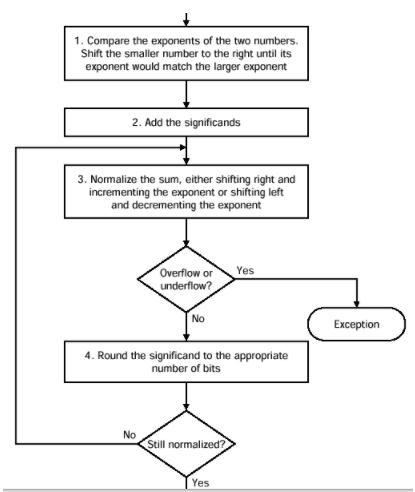 1. Compare the exponents of the two numbers.
Shift the smaller number to the right until its
exponent would match the larger exponent
2. Add the significands
3. Normalize the sum, either shifting right and
incrementing the exponent or shifting left
and decrementing the exponent
Overflow or
underflow?
Yes
No
Exception
4. Round the significand to the appropriate
number of bits
Still normalized?
No
Yes